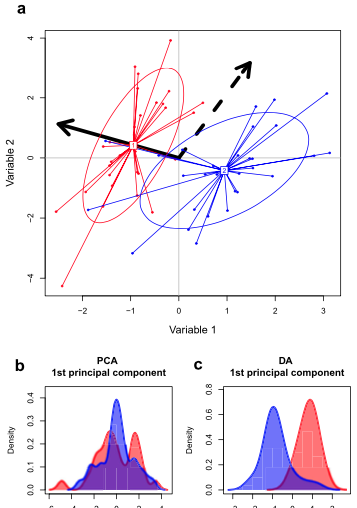 a
4
2
0
−2
−4
Variable 2
1
2
−2
−1
0
1
2
3
Variable 1
b
PCA
1st principal component
c
DA
1st principal component
Density
0.0
0.1
0.2
0.3
0.4
Density
0.0
0.2
0.4
0.6
0.8